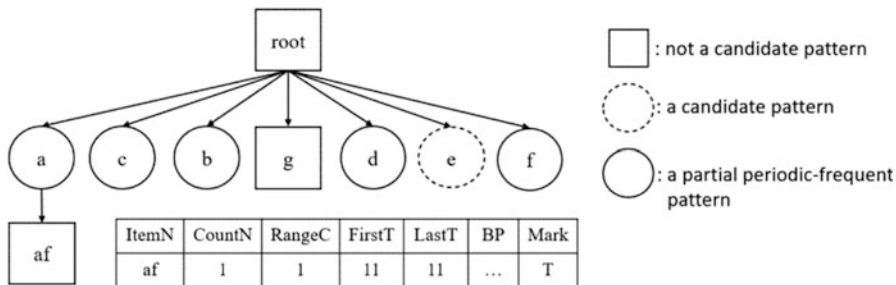 root
: not a candidate pattern
: a candidate pattern
a c b g d e f
: a partial periodic-frequent
pattern
af
ItemN CountN RangeC FirstT LastT BP Mark
af 1 1 11 11 ... T